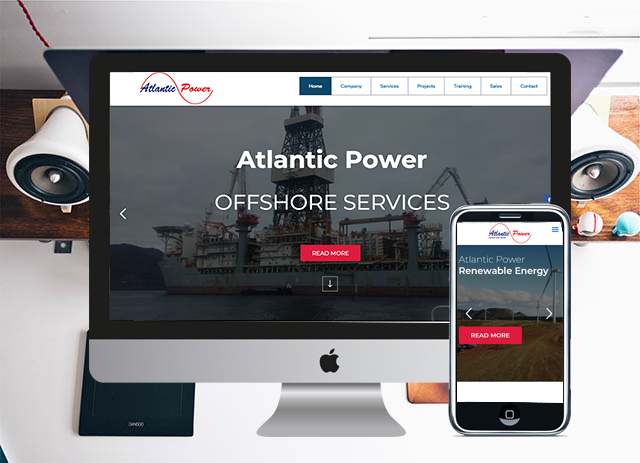 Atlantic Power
Home Company Services Projects Training Sales Contact
Atlantic Power
OFFSHORE SERVICES
READ MORE
Atlantic Power
Atlantic Power
Renewable Energy
READ MORE
BAMBOO